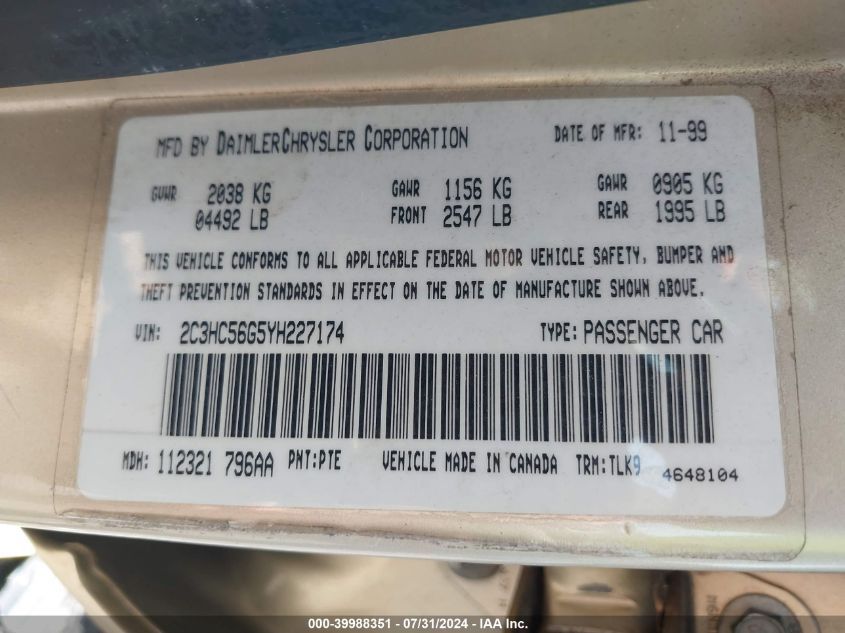 MFD BY DAIMLERCHRYSLER CORPORATION DATE OF MFR: 11-99
GVWR 2038 KG GAWR 1156 KG GAWR 0905 KG
04492 LB FRONT 2547 LB REAR 1995 LB
THIS VEHICLE CONFORMS TO ALL APPLICABLE FEDERAL MOTOR VEHICLE SAFETY, BUMPER AND
THEFT PREVENTION STANDARDS IN EFFECT ON THE DATE OF MANUFACTURE SHOWN ABOVE.
VIN: 2C3HC56G5YH227174 TYPE: PASSENGER CAR
MDH: 112321 796AA PNT:PTE VEHICLE MADE IN CANADA TRM:TLK9 4648104
000-39988351 / 07/31/2024 - IAA Inc.